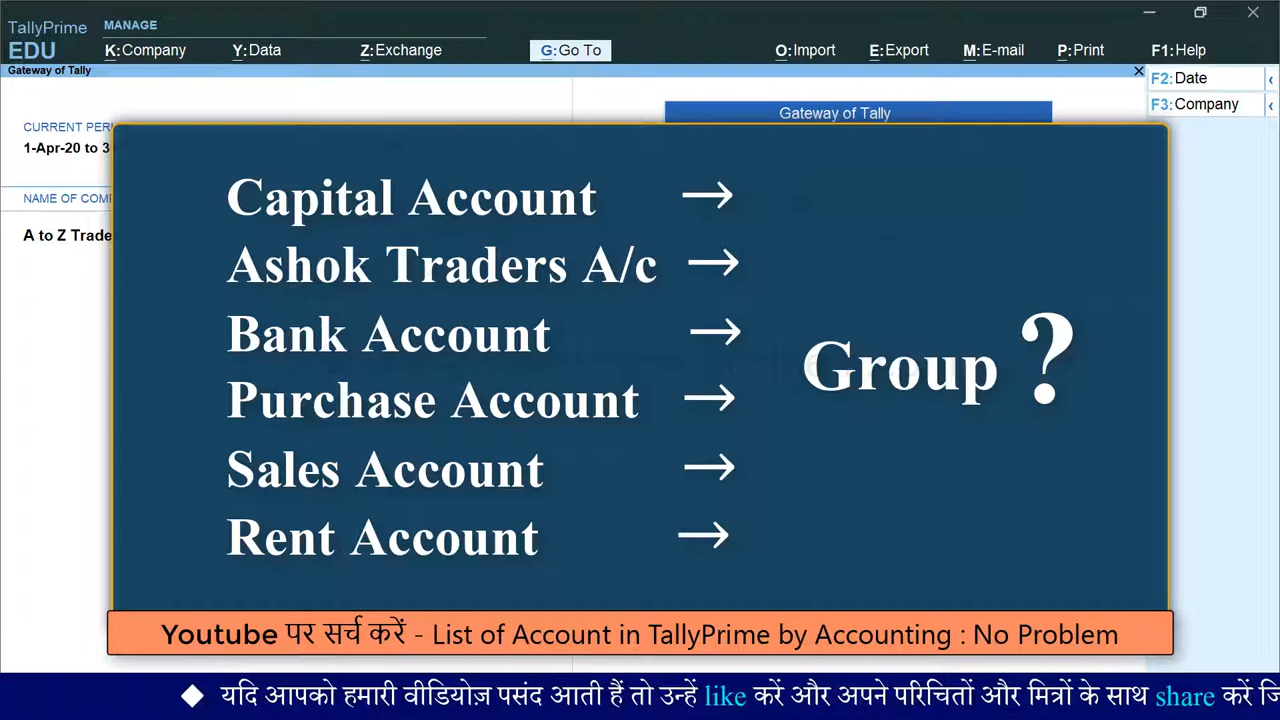 TallyPrime
EDU
MANAGE
K:Company Y:Data Z:Exchange G:Go To O:Import E:Export M:E-mail P:Print F1:Help
Gateway of Tally
F2:Date
F3:Company
Gateway of Tally
CURRENT PERI
1-Apr-20 to 3
NAME OF COM
A to Z Trade
Capital Account →
Ashok Traders A/c →
Bank Account →
Purchase Account →
Sales Account →
Rent Account →
Group ?
Youtube पर सर्च करें - List of Account in TallyPrime by Accounting : No Problem
यदि आपको हमारी वीडियोज़ पसंद आती हैं तो उन्हें like करें और अपने परिचितों और मित्रों के साथ share करें